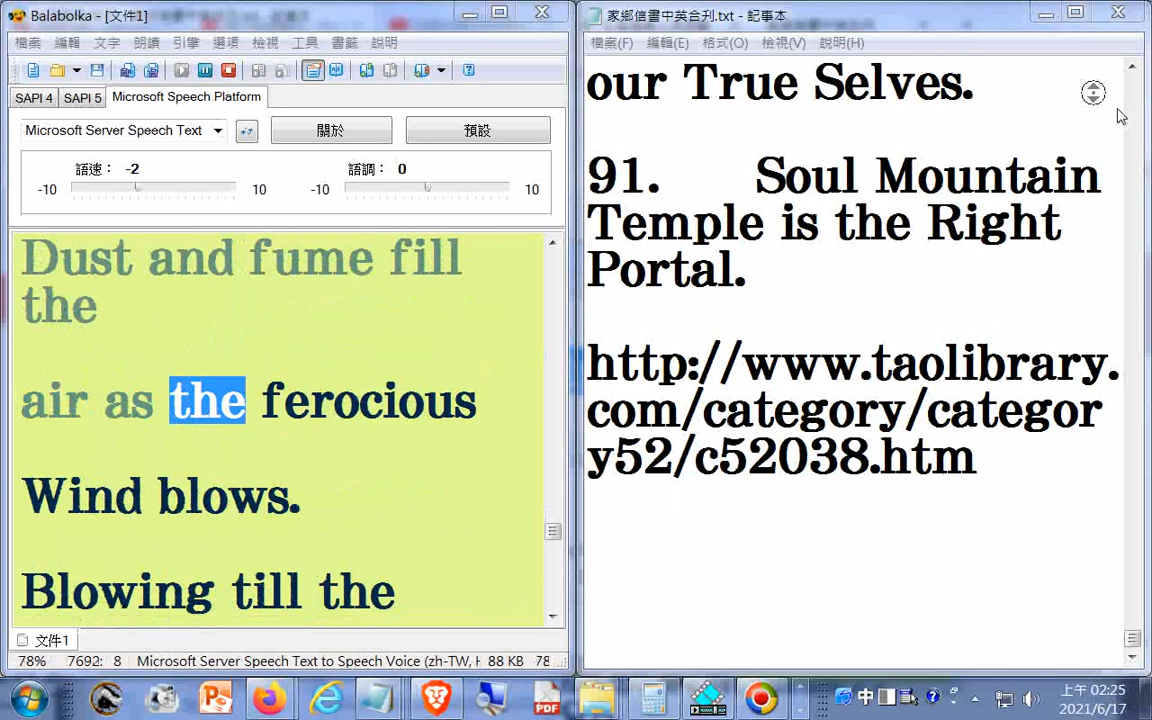 Balabolka - [文件1]
檔案 編輯 文字 朗讀 引擎 選項 檢視 工具 書籤 說明
SAPI 4 SAPI 5 Microsoft Speech Platform
Microsoft Server Speech Text 關於 預設
語速： -2 語調： 0
-10 10 -10 10
Dust and fume fill
the
air as the ferocious
Wind blows.
Blowing till the
文件1
78% 7692: 8 Microsoft Server Speech Text to Speech Voice (zh-TW, H 88 KB 78
家鄉信書中英合刋.txt - 記事本
檔案(F) 編輯(E) 格式(O) 檢視(V) 說明(H)
our True Selves.
91. Soul Mountain
Temple is the Right
Portal.
http://www.taolibrary.
com/category/categor
y52/c52038.htm
中
上午 02:25
2021/6/17